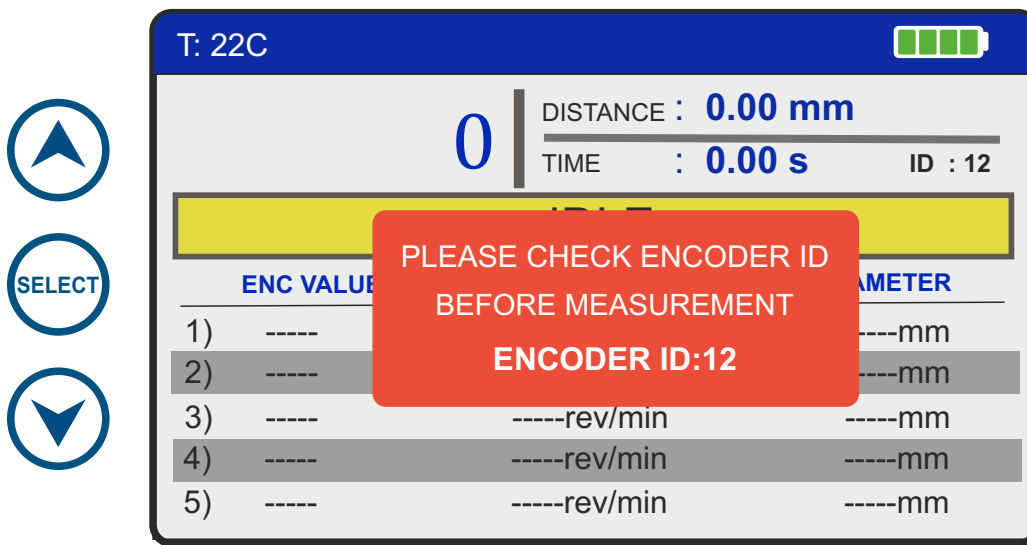 T: 22C
0
DISTANCE : 0.00 mm
TIME : 0.00 s ID : 12
PLEASE CHECK ENCODER ID
BEFORE MEASUREMENT
ENCODER ID:12
SELECT
ENC VALUE
1) ----- ----mm
2) ----- ----mm
3) ----- -----rev/min -----mm
4) ----- -----rev/min -----mm
5) ----- -----rev/min -----mm